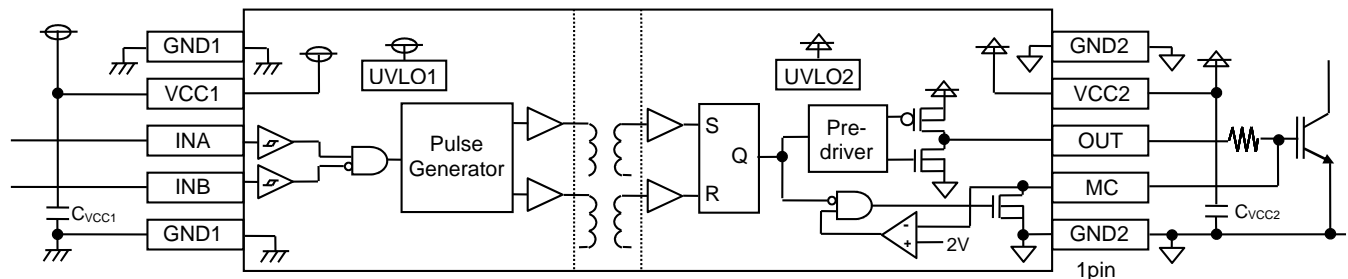 GND1
VCC1
INA
INB
GND1
CVCC1
UVLO1
Pulse
Generator
S
R
Q
UVLO2
Pre-
driver
-
+
2V
GND2
VCC2
OUT
MC
GND2
1pin
CVCC2